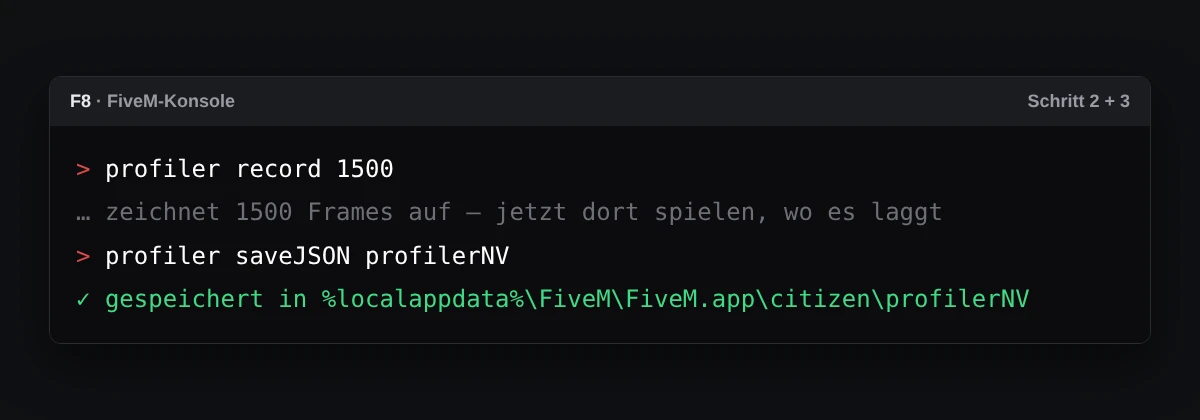 F8 · FiveM-Konsole
Schritt 2 + 3
> profiler record 1500
… zeichnet 1500 Frames auf — jetzt dort spielen, wo es laggt
> profiler saveJSON profilerNV
✓ gespeichert in %localappdata%\FiveM\FiveM.app\citizen\profilerNV